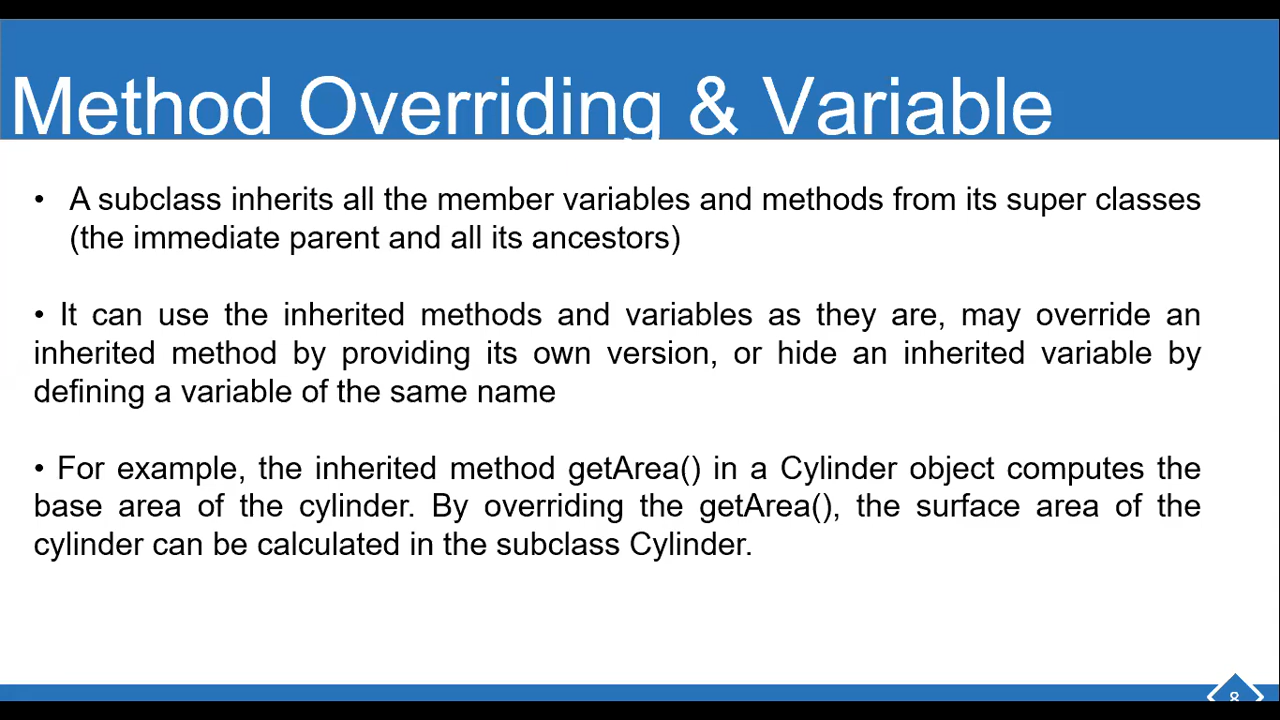 Method Overriding & Variable
• A subclass inherits all the member variables and methods from its super classes
(the immediate parent and all its ancestors)
• It can use the inherited methods and variables as they are, may override an
inherited method by providing its own version, or hide an inherited variable by
defining a variable of the same name
• For example, the inherited method getArea() in a Cylinder object computes the
base area of the cylinder. By overriding the getArea(), the surface area of the
cylinder can be calculated in the subclass Cylinder.
8